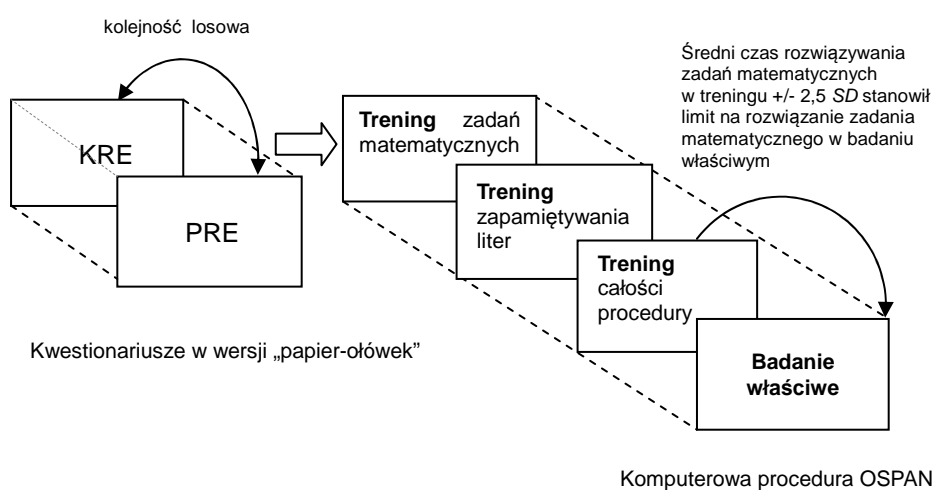 kolejność losowa
KRE
PRE
Kwestionariusze w wersji „papier-ołówek”
Trening zadań
matematycznych
Trening
zapamiętywania
liter
Trening
całości
procedury
Badanie
właściwe
Średni czas rozwiązywania
zadań matematycznych
w treningu +/- 2,5 SD stanowił
limit na rozwiązanie zadania
matematycznego w badaniu
właściwym
Komputerowa procedura OSPAN